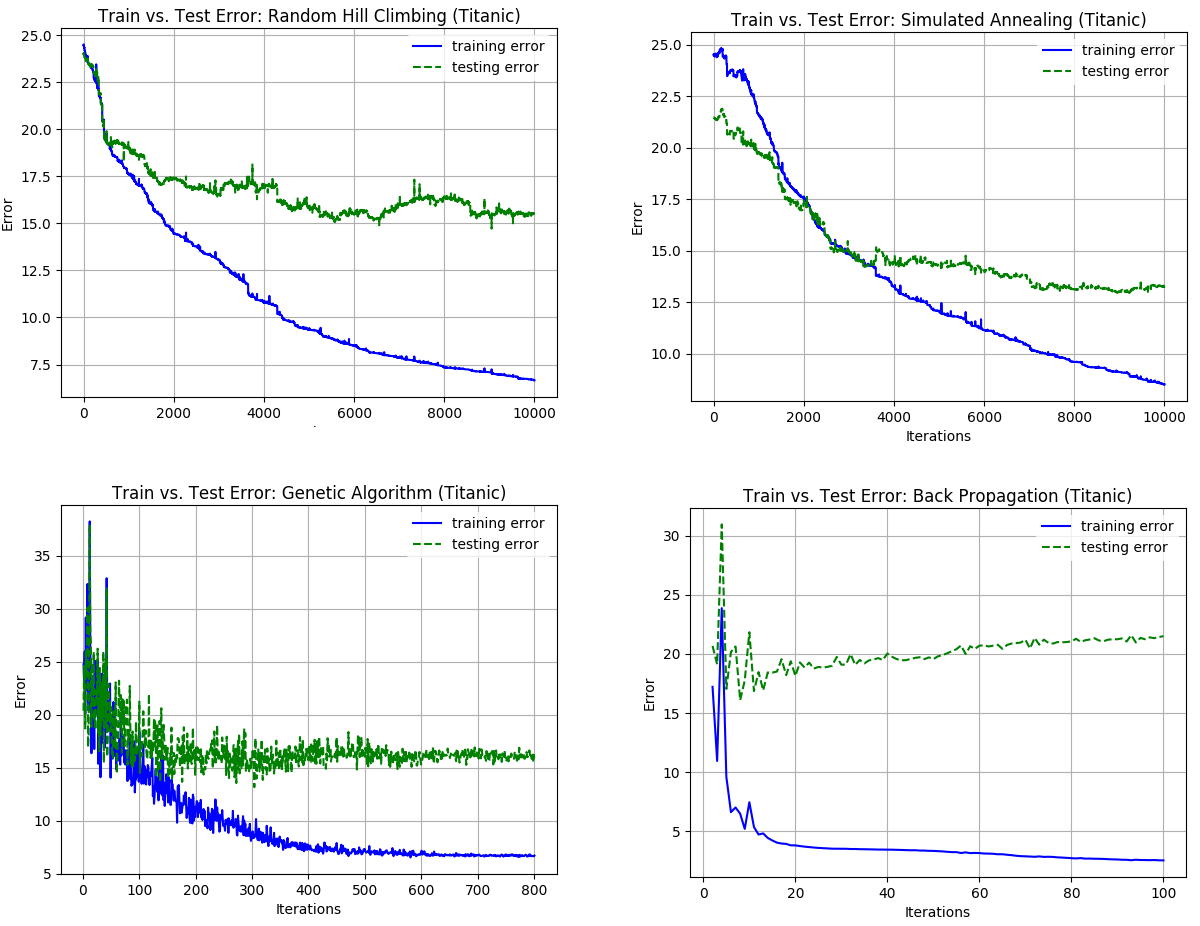 Train vs. Test Error: Random Hill Climbing (Titanic)
training error
testing error
Error
25.0
22.5
20.0
17.5
15.0
12.5
10.0
7.5
0 2000 4000 6000 8000 10000
Train vs. Test Error: Simulated Annealing (Titanic)
training error
testing error
Error
25.0
22.5
20.0
17.5
15.0
12.5
10.0
0 2000 4000 6000 8000 10000
Iterations
Train vs. Test Error: Genetic Algorithm (Titanic)
training error
testing error
Error
35
30
25
20
15
10
5
0 100 200 300 400 500 600 700 800
Iterations
Train vs. Test Error: Back Propagation (Titanic)
training error
testing error
Error
30
25
20
15
10
5
0 20 40 60 80 100
Iterations